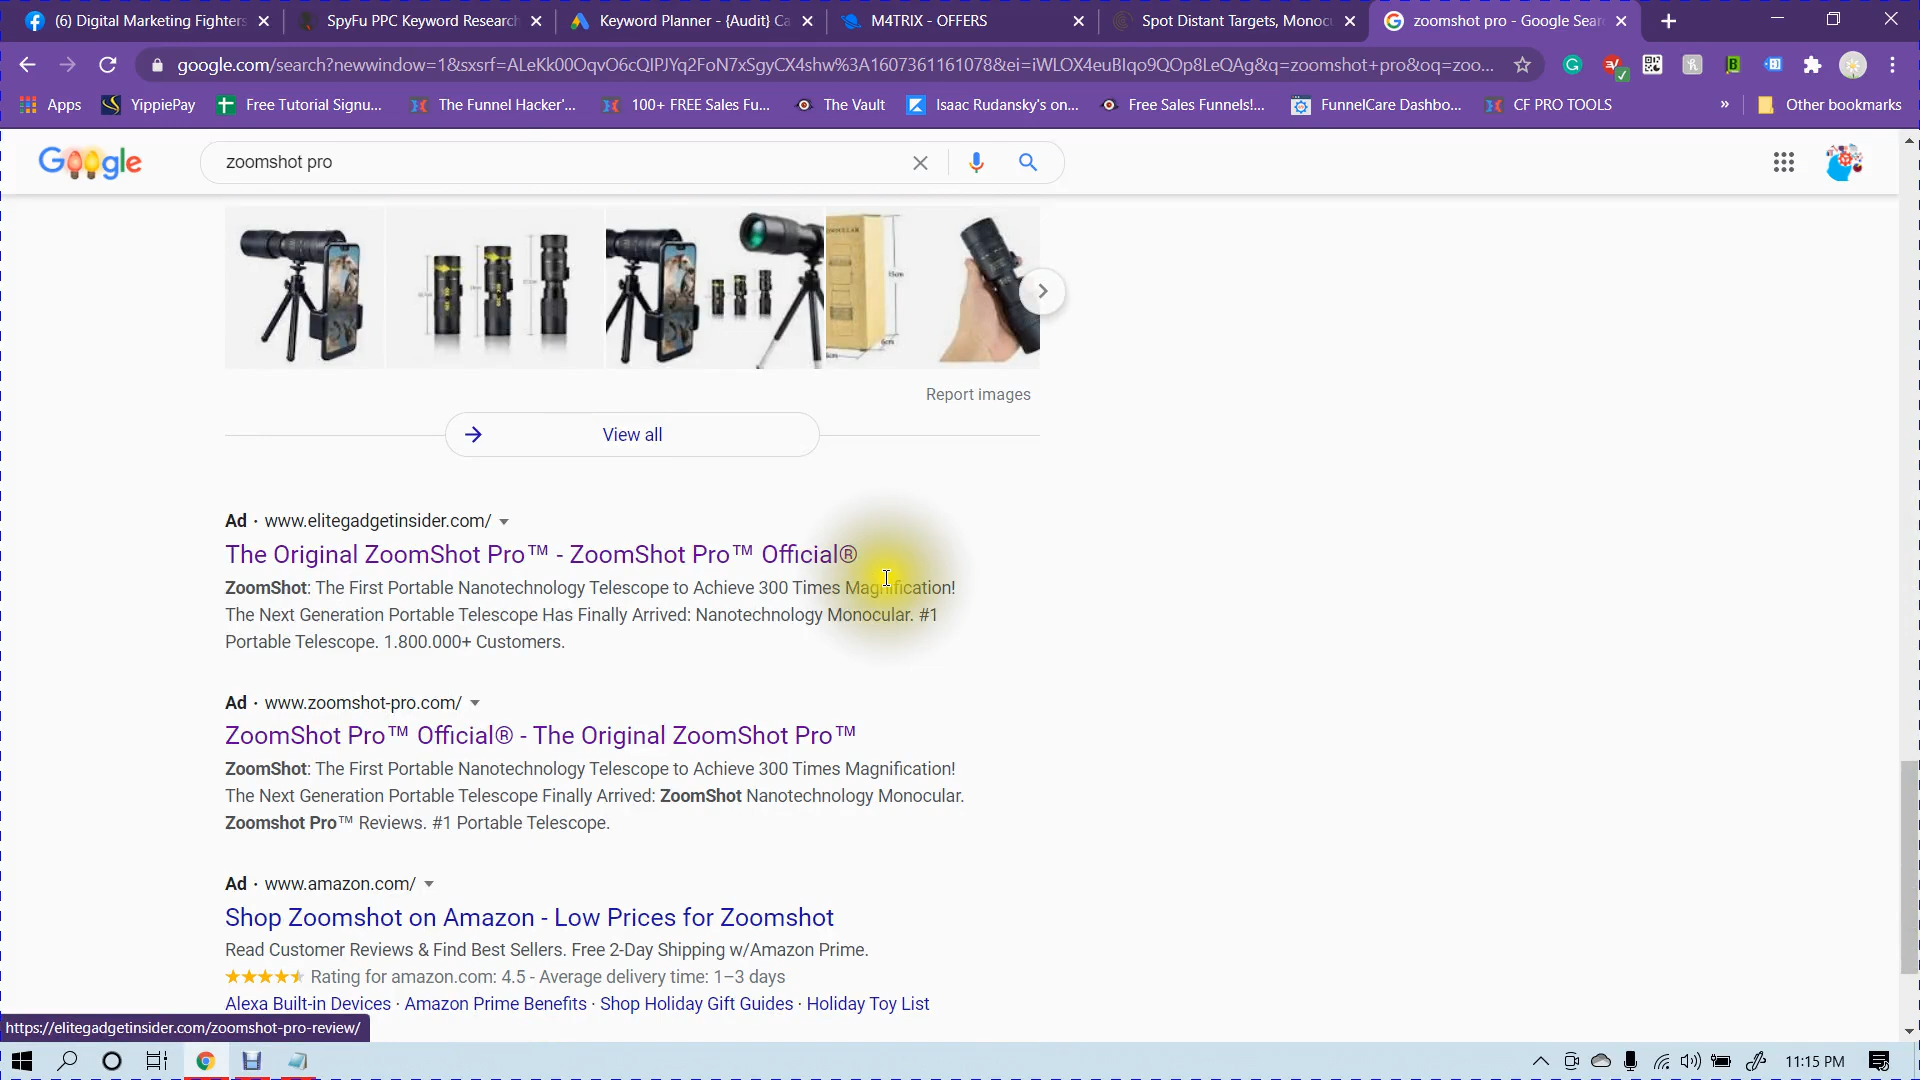 (6) Digital Marketing Fighters
SpyFu PPC Keyword Research
Keyword Planner - {Audit} Ca
M4TRIX - OFFERS
Spot Distant Targets, Monocu
zoomshot pro - Google Sear
google.com/search?newwindow=1&sxsrf=ALeKk00OqvO6cQIPJYq2FoN7xSgyCX4shw%3A1607361161078&ei=iWLOX4euBIqo9QOp8LeQAg&q=zoomshot+pro&oq=zoo...
Apps
YippiePay
Free Tutorial Signu...
The Funnel Hacker'...
100+ FREE Sales Fu...
The Vault
Isaac Rudansky's on...
Free Sales Funnels!...
FunnelCare Dashbo...
CF PRO TOOLS
»
Other bookmarks
Google
zoomshot pro
Report images
View all
Ad · www.elitegadgetinsider.com/
The Original ZoomShot Pro™ - ZoomShot Pro™ Official®
ZoomShot: The First Portable Nanotechnology Telescope to Achieve 300 Times Magnification!
The Next Generation Portable Telescope Has Finally Arrived: Nanotechnology Monocular. #1
Portable Telescope. 1.800.000+ Customers.
Ad · www.zoomshot-pro.com/
ZoomShot Pro™ Official® - The Original ZoomShot Pro™
ZoomShot: The First Portable Nanotechnology Telescope to Achieve 300 Times Magnification!
The Next Generation Portable Telescope Finally Arrived: ZoomShot Nanotechnology Monocular.
Zoomshot Pro™ Reviews. #1 Portable Telescope.
Ad · www.amazon.com/
Shop Zoomshot on Amazon - Low Prices for Zoomshot
Read Customer Reviews & Find Best Sellers. Free 2-Day Shipping w/Amazon Prime.
Rating for amazon.com: 4.5 - Average delivery time: 1–3 days
Alexa Built-in Devices · Amazon Prime Benefits · Shop Holiday Gift Guides · Holiday Toy List
https://elitegadgetinsider.com/zoomshot-pro-review/
11:15 PM